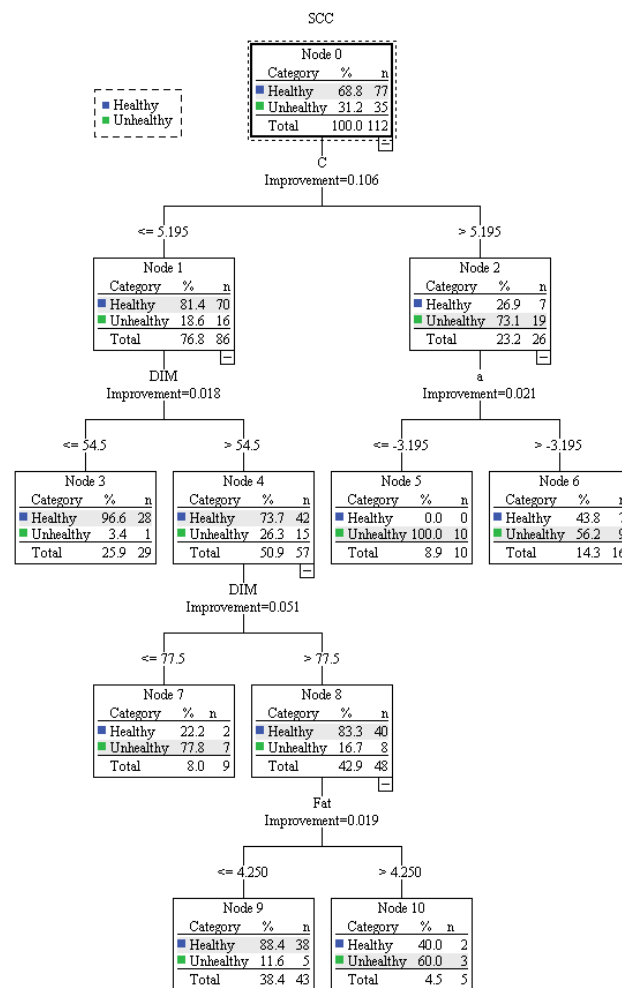 SCC
Node 0
Category % n
Healthy 68.8 77
Unhealthy 31.2 35
Total 100.0 112
Healthy
Unhealthy
C
Improvement=0.106
<= 5.195
> 5.195
Node 1
Category % n
Healthy 81.4 70
Unhealthy 18.6 16
Total 76.8 86
Node 2
Category % n
Healthy 26.9 7
Unhealthy 73.1 19
Total 23.2 26
DIM
Improvement=0.018
a
Improvement=0.021
<= 54.5
> 54.5
<= -3.195
> -3.195
Node 3
Category % n
Healthy 96.6 28
Unhealthy 3.4 1
Total 25.9 29
Node 4
Category % n
Healthy 73.7 42
Unhealthy 26.3 15
Total 50.9 57
Node 5
Category % n
Healthy 0.0 0
Unhealthy 100.0 10
Total 8.9 10
Node 6
Category % n
Healthy 43.8 7
Unhealthy 56.2 9
Total 14.3 16
DIM
Improvement=0.051
<= 77.5
> 77.5
Node 7
Category % n
Healthy 22.2 2
Unhealthy 77.8 7
Total 8.0 9
Node 8
Category % n
Healthy 83.3 40
Unhealthy 16.7 8
Total 42.9 48
Fat
Improvement=0.019
<= 4.250
> 4.250
Node 9
Category % n
Healthy 88.4 38
Unhealthy 11.6 5
Total 38.4 43
Node 10
Category % n
Healthy 40.0 2
Unhealthy 60.0 3
Total 4.5 5